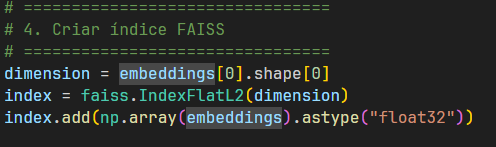 # ================================
# 4. Criar índice FAISS
# ================================
dimension = embeddings[0].shape[0]
index = faiss.IndexFlatL2(dimension)
index.add(np.array(embeddings).astype("float32"))